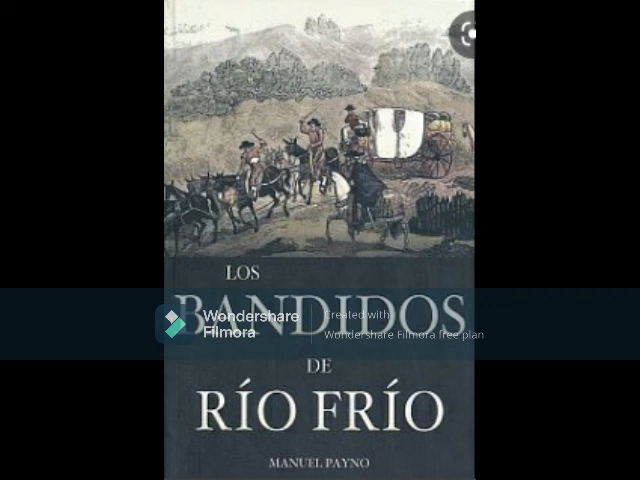 LOS
BANDIDOS
Wondershare
Filmora
Created with
Wondershare Filmora free plan
DE
RÍO FRÍO
MANUEL PAYNO